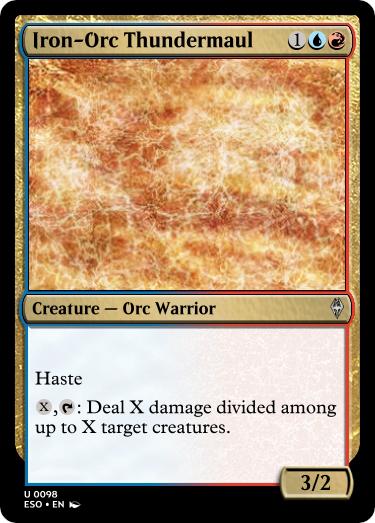 Iron-Orc Thundermaul 1
Creature — Orc Warrior
Haste
X,: Deal X damage divided among
up to X target creatures.
3/2
U 0098
ESO • EN